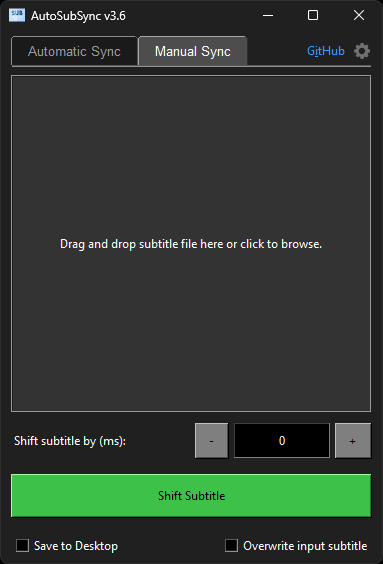 SUB
AutoSubSync v3.6
Automatic Sync
Manual Sync
GitHub
Drag and drop subtitle file here or click to browse.
Shift subtitle by (ms):
-
0
+
Shift Subtitle
Save to Desktop
Overwrite input subtitle